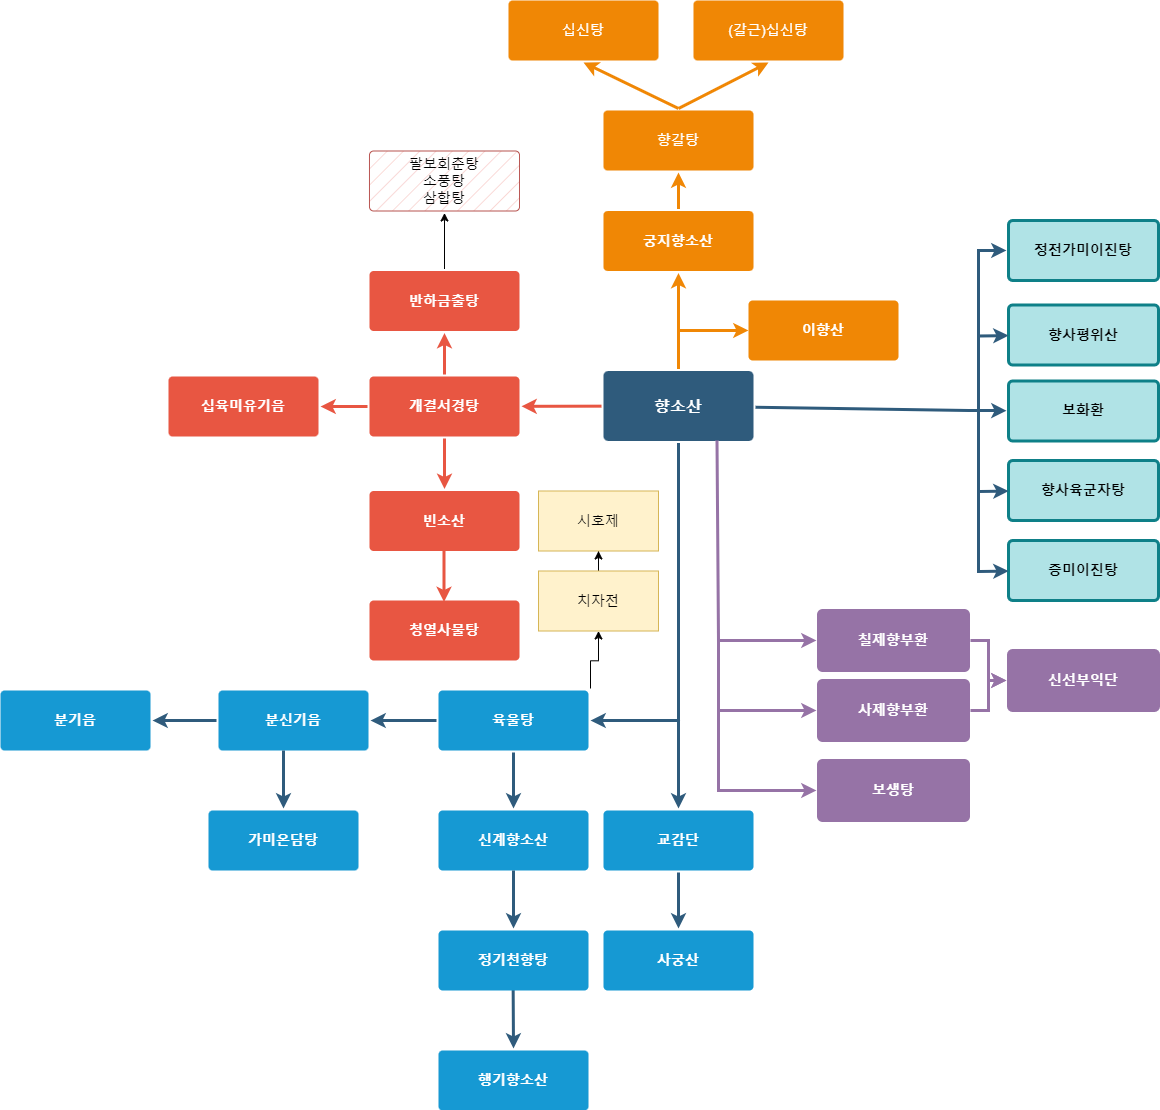 십신탕
(갈근)십신탕
향갈탕
팔보회춘탕
소풍탕
삼합탕
궁지향소산
정전가미이진탕
반하금출탕
이향산
향사평위산
십육미유기음
개결서경탕
향소산
보화환
빈소산
시호제
향사육군자탕
치자전
증미이진탕
청열사물탕
칠제향부환
신선부익단
사제향부환
분기음
분신기음
육울탕
보생탕
가미온담탕
신계향소산
교감단
정기천향탕
사궁산
행기향소산